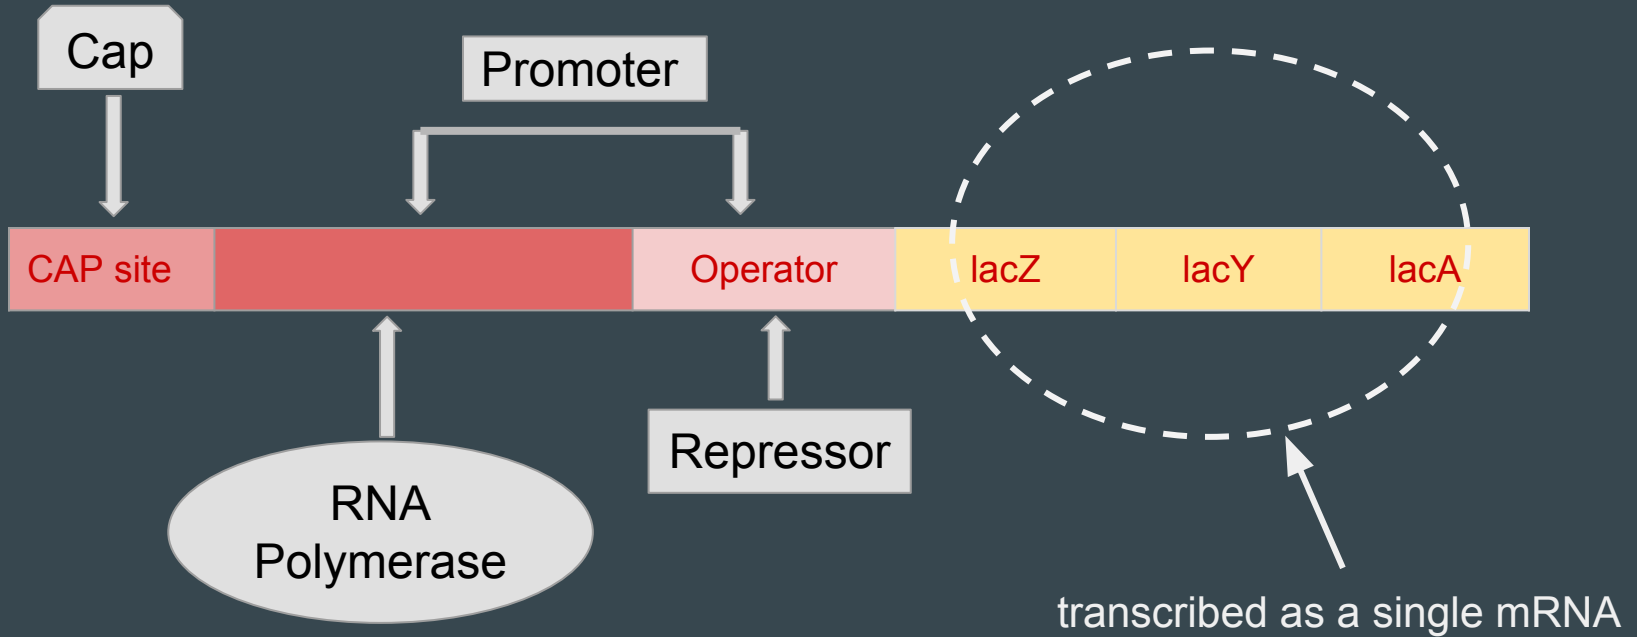 Cap
Promoter
CAP site
Operator
lacZ
lacY
lacA
Repressor
RNA
Polymerase
transcribed as a single mRNA